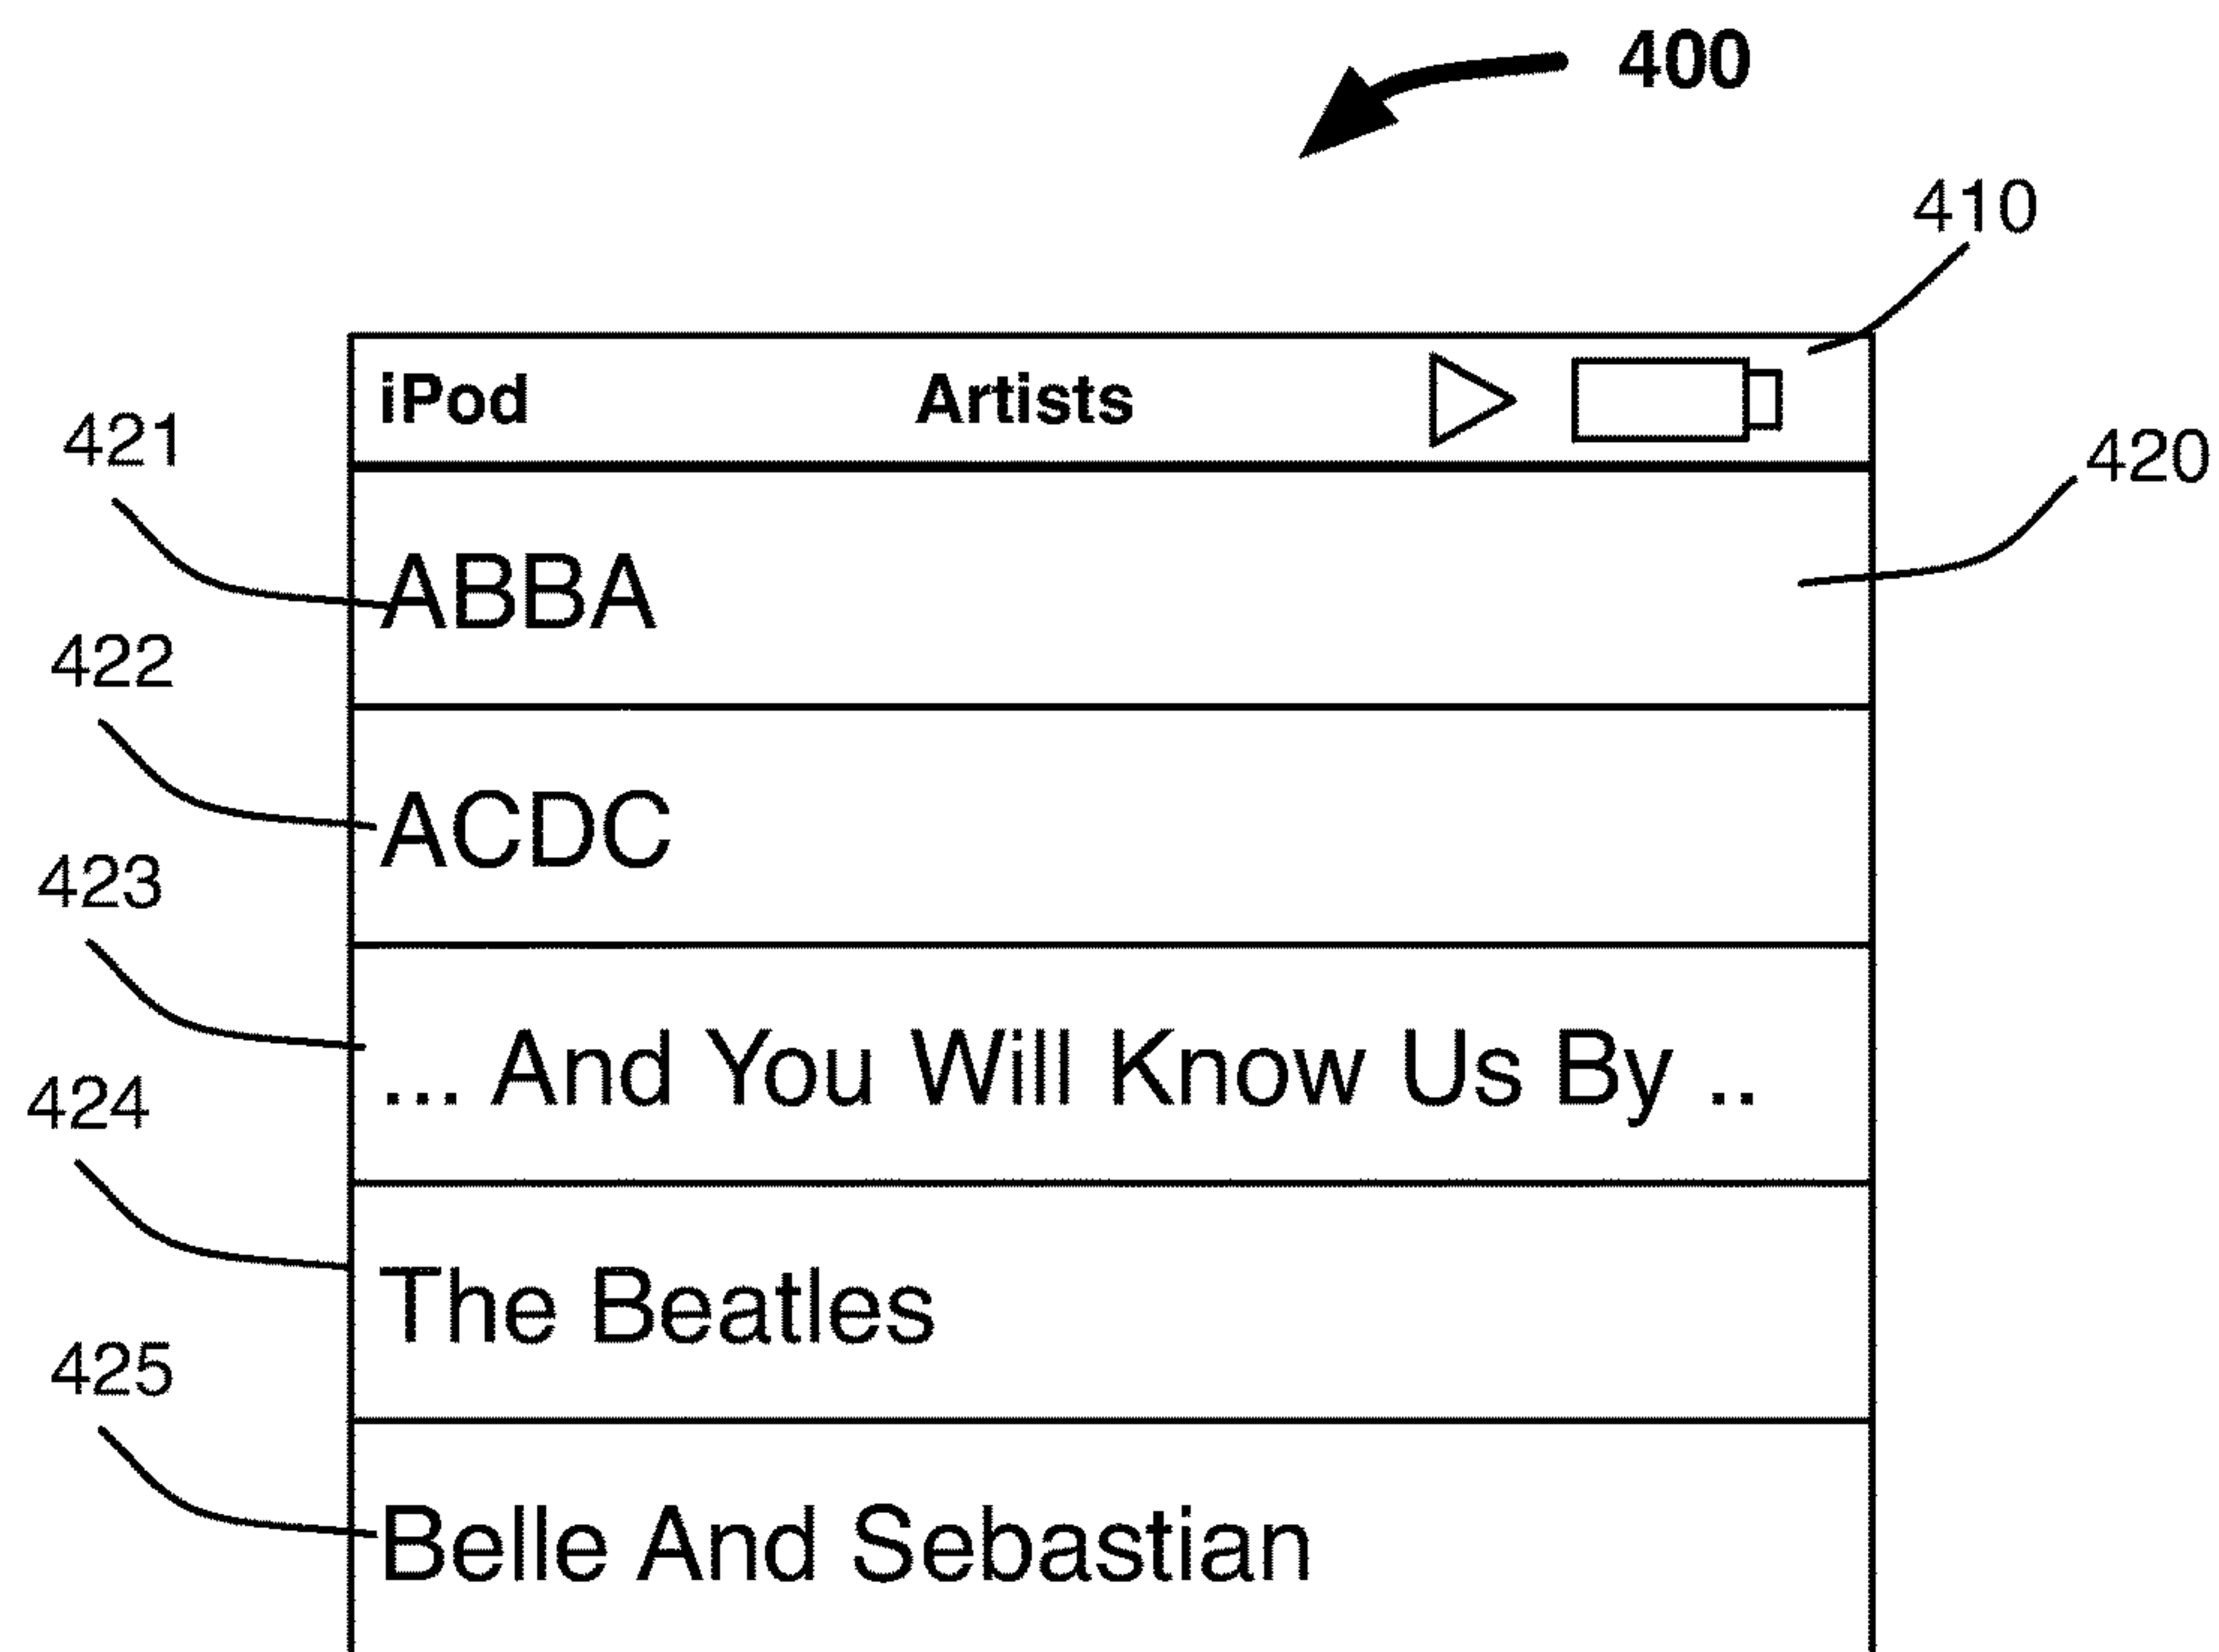 400
410
iPod Artists
421
420
ABBA
422
ACDC
423
... And You Will Know Us By ..
424
The Beatles
425
Belle And Sebastian